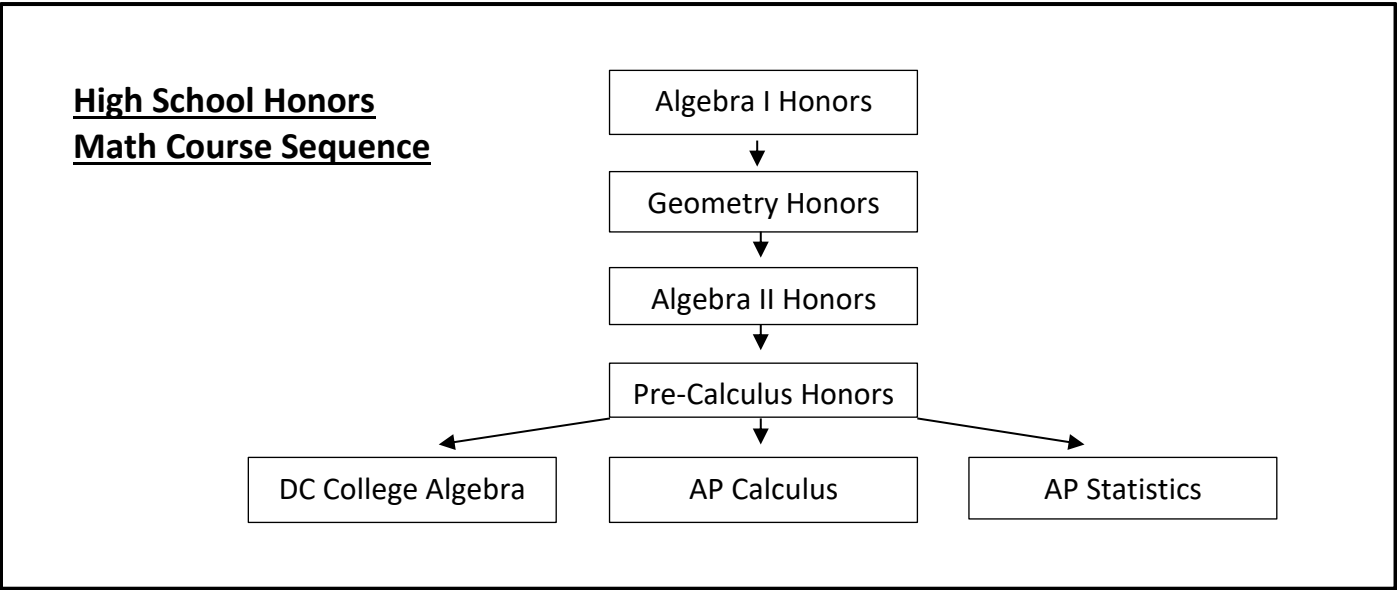 High School Honors
Math Course Sequence
Algebra I Honors
Geometry Honors
Algebra II Honors
Pre-Calculus Honors
DC College Algebra
AP Calculus
AP Statistics